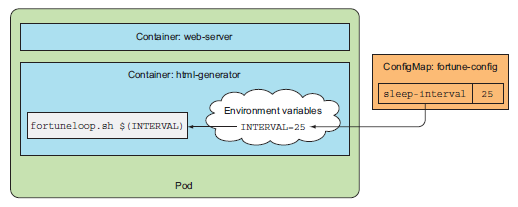 Container: web-server
Container: html-generator
Environment variables
fortuneloop.sh $(INTERVAL)
INTERVAL=25
Pod
ConfigMap: fortune-config
sleep-interval 25